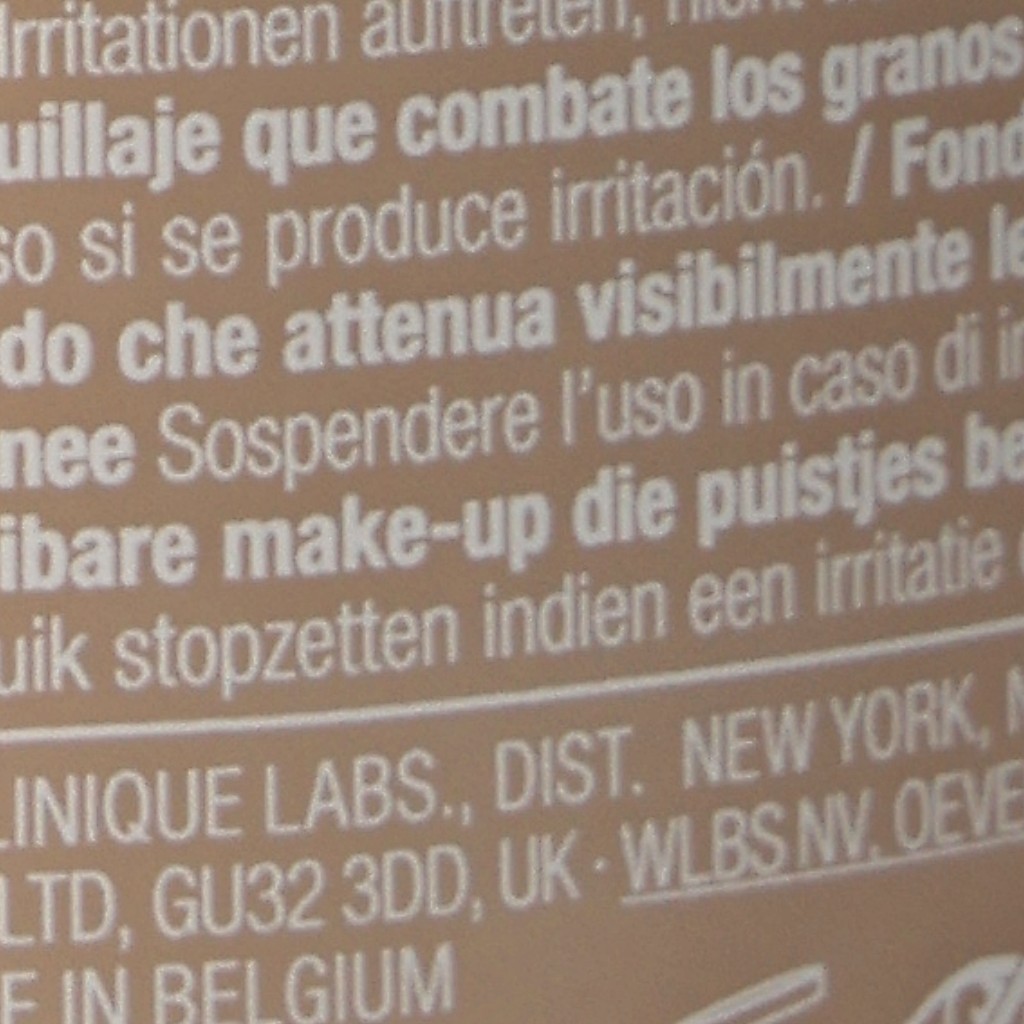 Irritationen auftreten, nicht
uillaje que combate los granos
so si se produce irritación. / Fond
do che attenua visibilmente le
nee Sospendere l'uso in caso di ir
ibare make-up die puistjes be
uik stopzetten indien een irritatie
LINIQUE LABS., DIST. NEW YORK, N
LTD, GU32 3DD, UK · WLBS NV. OEVE
E IN BELGIUM